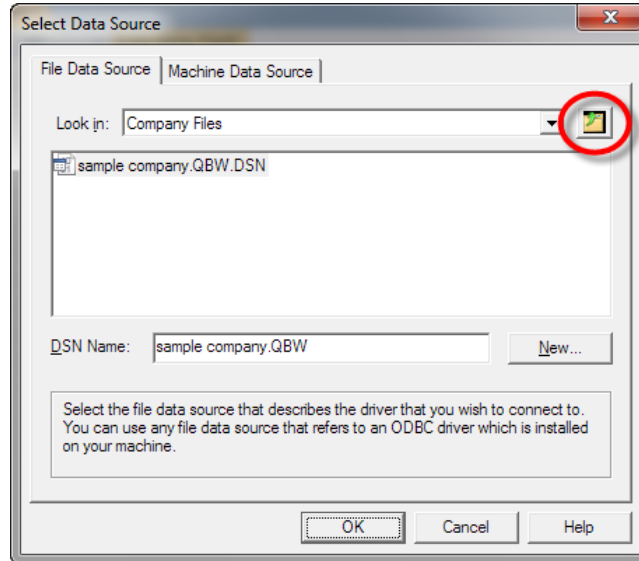 Select Data Source
File Data Source Machine Data Source
Look in: Company Files
sample company.QBW.DSN
DSN Name: sample company.QBW New...
Select the file data source that describes the driver that you wish to connect to.
You can use any file data source that refers to an ODBC driver which is installed
on your machine.
OK Cancel Help